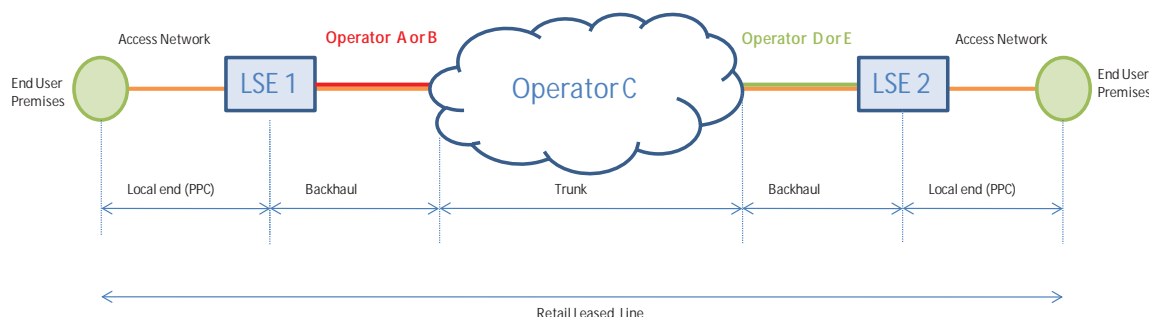 Access Network
Operator A or B
Operator D or E
Access Network
End User
Premises
LSE 1
Operator C
LSE 2
End User
Premises
Local end (PPC)
Backhaul
Trunk
Backhaul
Local end (PPC)
Retail Leased Line